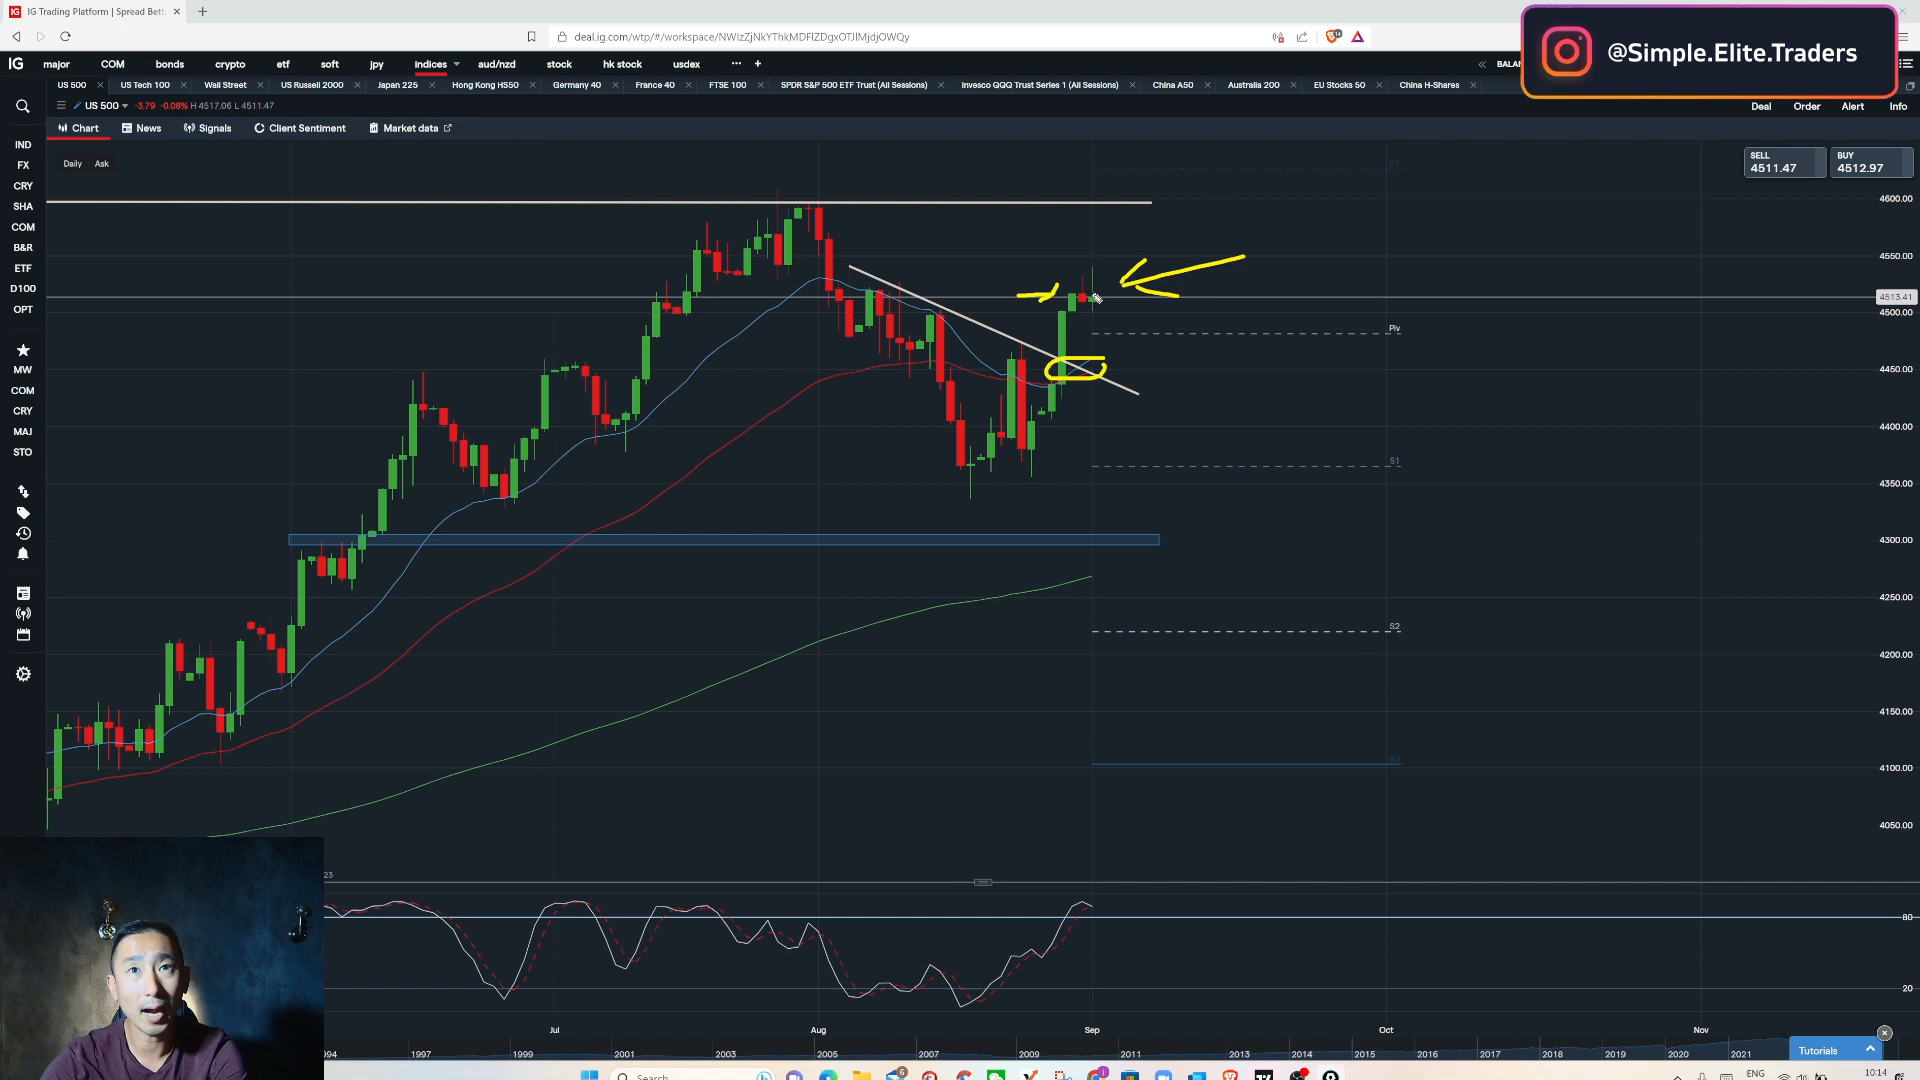 IG Trading Platform | Spread Bett
deal.ig.com/wtp/#/workspace/
@Simple.Elite.Traders
IG major COM bonds crypto etf soft jpy indices aud/nzd stock hk stock usdex BALAN
US 500 US Tech 100 Wall Street US Russell 2000 Japan 225 Hong Kong HS50 Germany 40 France 40 FTSE 100 SPDR S&P 500 ETF Trust (All Sessions) Invesco QQQ Trust Series 1 (All Sessions) China A50 Australia 200 EU Stocks 50 China H-Shares
US 500 -3.79 -0.08% H 4517.06 L 4511.47
Deal Order Alert Info
Chart News Signals Client Sentiment Market data
Daily Ask
SELL
4511.47
BUY
4512.97
IND
FX
CRY
SHA
COM
B&R
ETF
D100
OPT
MW
COM
CRY
MAJ
STO
4600.00
4550.00
4513.41
4500.00
4450.00
4400.00
4350.00
4300.00
4250.00
4200.00
4150.00
4100.00
4050.00
R1
Piv
S1
S2
S3
23
80
20
Jul Aug Sep Oct Nov
1997 1999 2001 2003 2005 2007 2009 2011 2013 2014 2015 2016 2017 2018 2019 2020 2021
Tutorials
Search
6
ENG
10:14